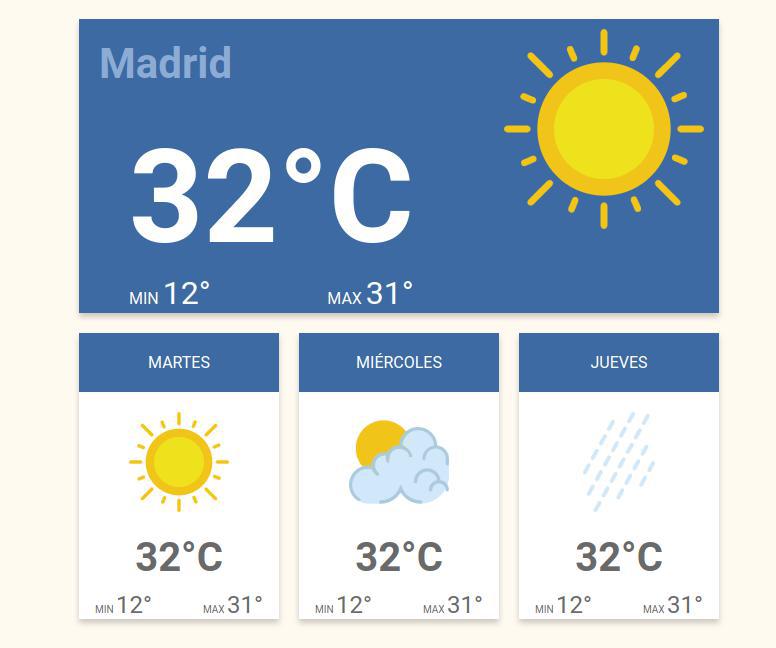 Madrid
32°C
MIN 12° MAX 31°
MARTES
32°C
MIN 12° MAX 31°
MIÉRCOLES
32°C
MIN 12° MAX 31°
JUEVES
32°C
MIN 12° MAX 31°